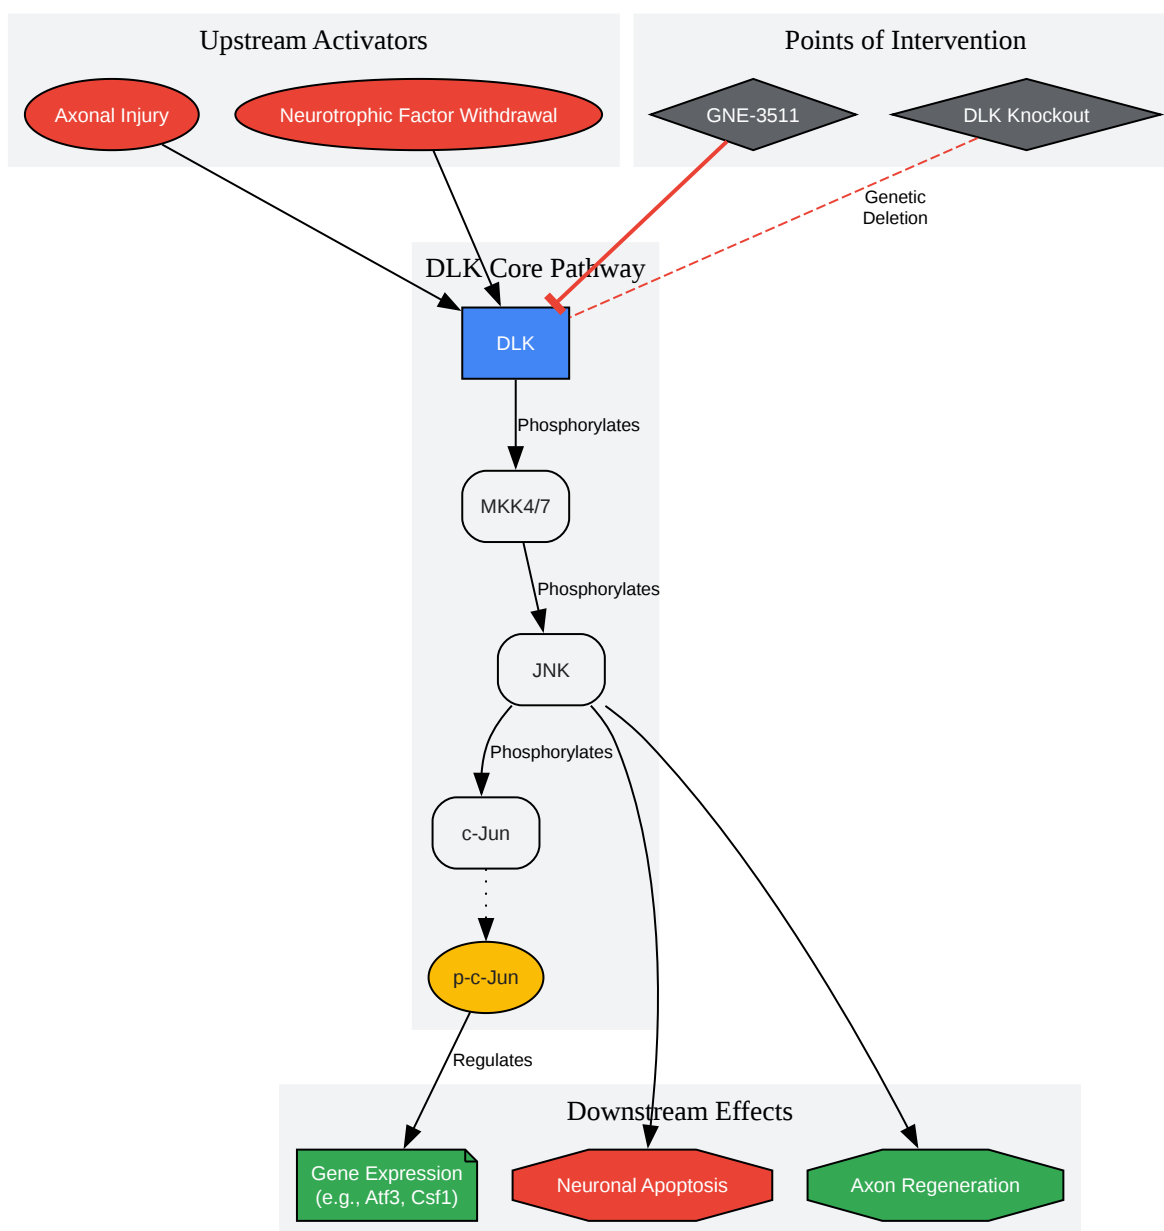 Upstream Activators
Points of Intervention
Axonal Injury
Neurotrophic Factor Withdrawal
GNE-3511
DLK Knockout
Genetic
Deletion
DLK Core Pathway
DLK
Phosphorylates
MKK4/7
Phosphorylates
JNK
Phosphorylates
c-Jun
p-c-Jun
Regulates
Downstream Effects
Gene Expression
(e.g., Atf3, Csf1)
Neuronal Apoptosis
Axon Regeneration